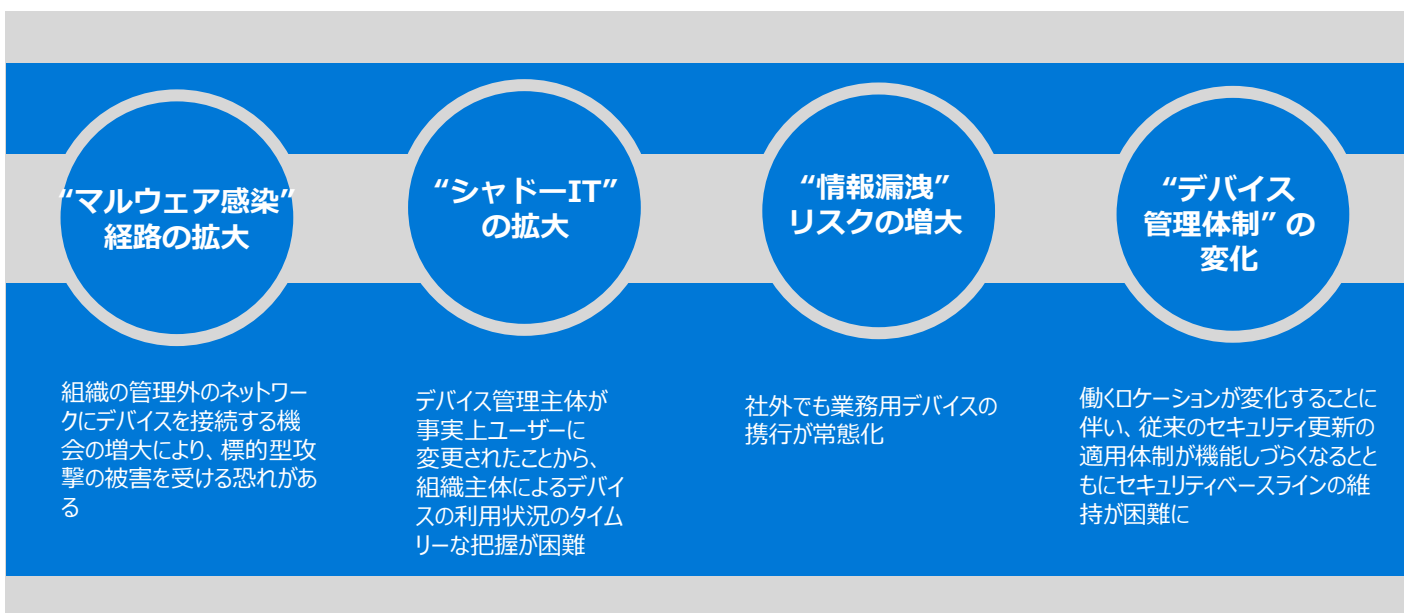 “マルウェア感染”
経路の拡大
組織の管理外のネットワー
クにデバイスを接続する機
会の増大により、標的型攻
撃の被害を受ける恐れがあ
る
“シャドーIT”
の拡大
デバイス管理主体が
事実上ユーザーに
変更されたことから、
組織主体によるデバイ
スの利用状況のタイム
リーな把握が困難
“情報漏洩”
リスクの増大
社外でも業務用デバイスの
携行が常態化
“デバイス
管理体制” の
変化
働くロケーションが変化することに
伴い、従来のセキュリティ更新の
適用体制が機能しづらくなるとと
もにセキュリティベースラインの維
持が困難に